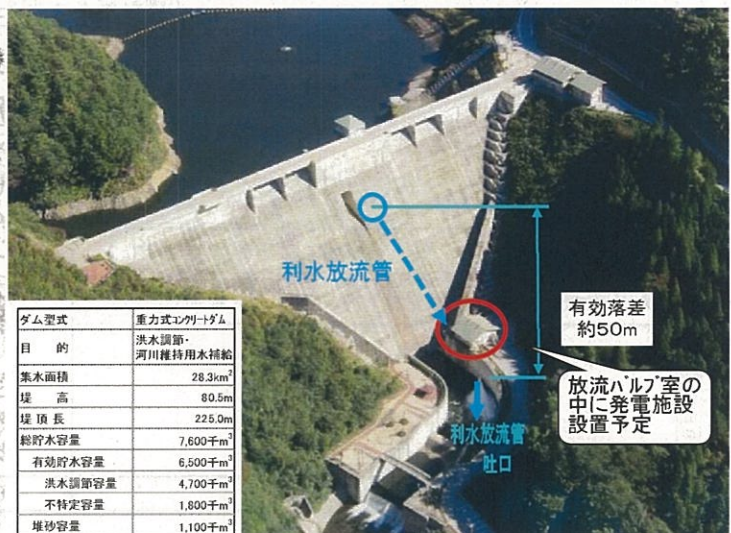 利水放流管
有効落差
約50m
放流バルブ室の
中に発電施設
設置予定
利水放流管
吐口
ダム型式 重力式コンクリートダム
目 的 洪水調節・
河川維持用水補給
集水面積 28.3km²
堤 高 80.5m
堤 頂 長 225.0m
総貯水容量 7,600千m³
有効貯水容量 6,500千m³
洪水調節容量 4,700千m³
不特定容量 1,800千m³
堆砂容量 1,100千m³